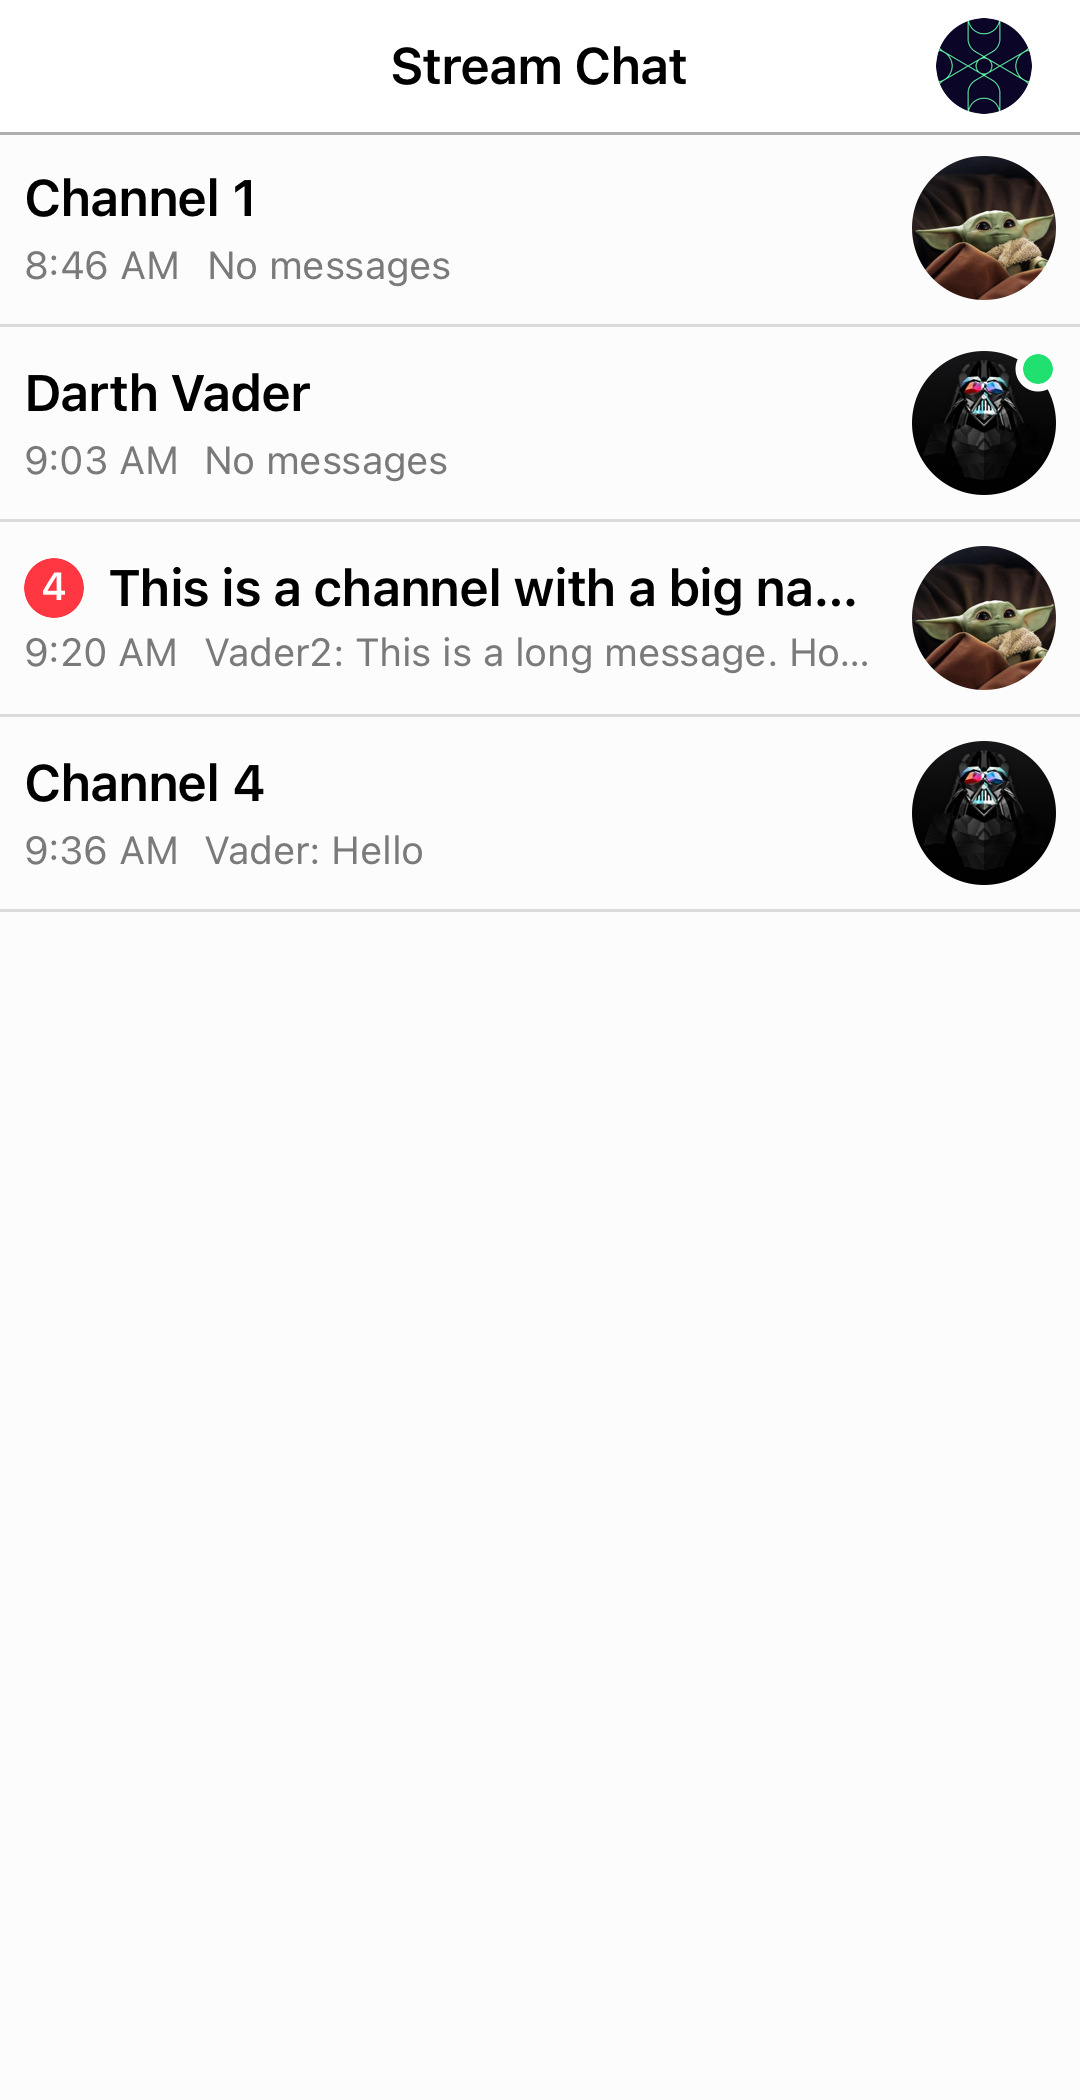 Stream Chat
Channel 1
8:46 AM No messages
Darth Vader
9:03 AM No messages
4 This is a channel with a big na...
9:20 AM Vader2: This is a long message. Ho...
Channel 4
9:36 AM Vader: Hello